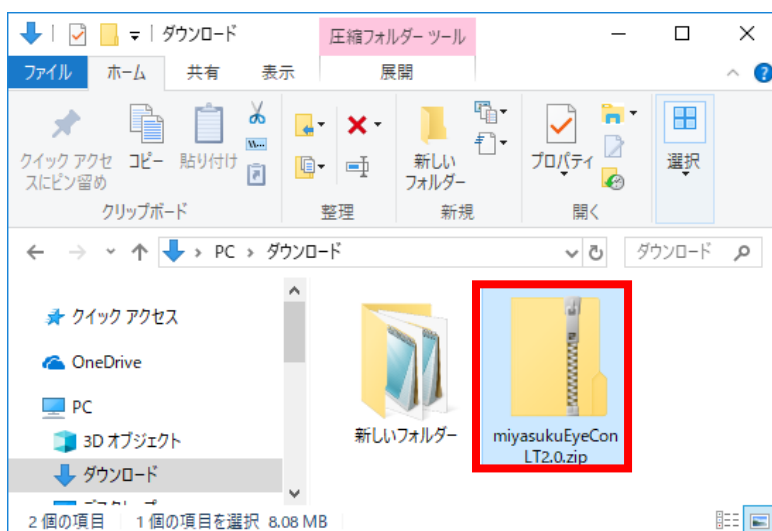 ダウンロード
圧縮フォルダー ツール
ファイル
ホーム
共有
表示
展開
クイック アクセ
スにピン留め
コピー
貼り付け
新しい
フォルダー
プロパティ
選択
クリップボード
整理
新規
開く
PC
ダウンロード
ダウンロード
クイック アクセス
OneDrive
PC
3D オブジェクト
ダウンロード
新しいフォルダー
miyasukuEyeCon
LT2.0.zip
2 個の項目
1 個の項目を選択 8.08 MB